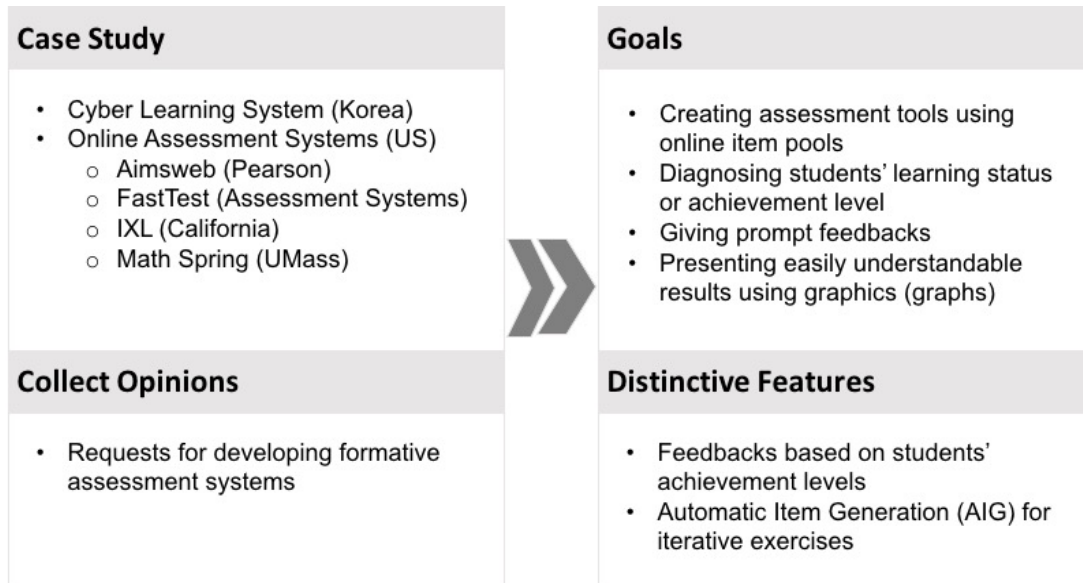 Case Study
• Cyber Learning System (Korea)
• Online Assessment Systems (US)
o Aimsweb (Pearson)
o FastTest (Assessment Systems)
o IXL (California)
o Math Spring (UMass)
Collect Opinions
• Requests for developing formative
assessment systems
Goals
• Creating assessment tools using
online item pools
• Diagnosing students’ learning status
or achievement level
• Giving prompt feedbacks
• Presenting easily understandable
results using graphics (graphs)
Distinctive Features
• Feedbacks based on students’
achievement levels
• Automatic Item Generation (AIG) for
iterative exercises